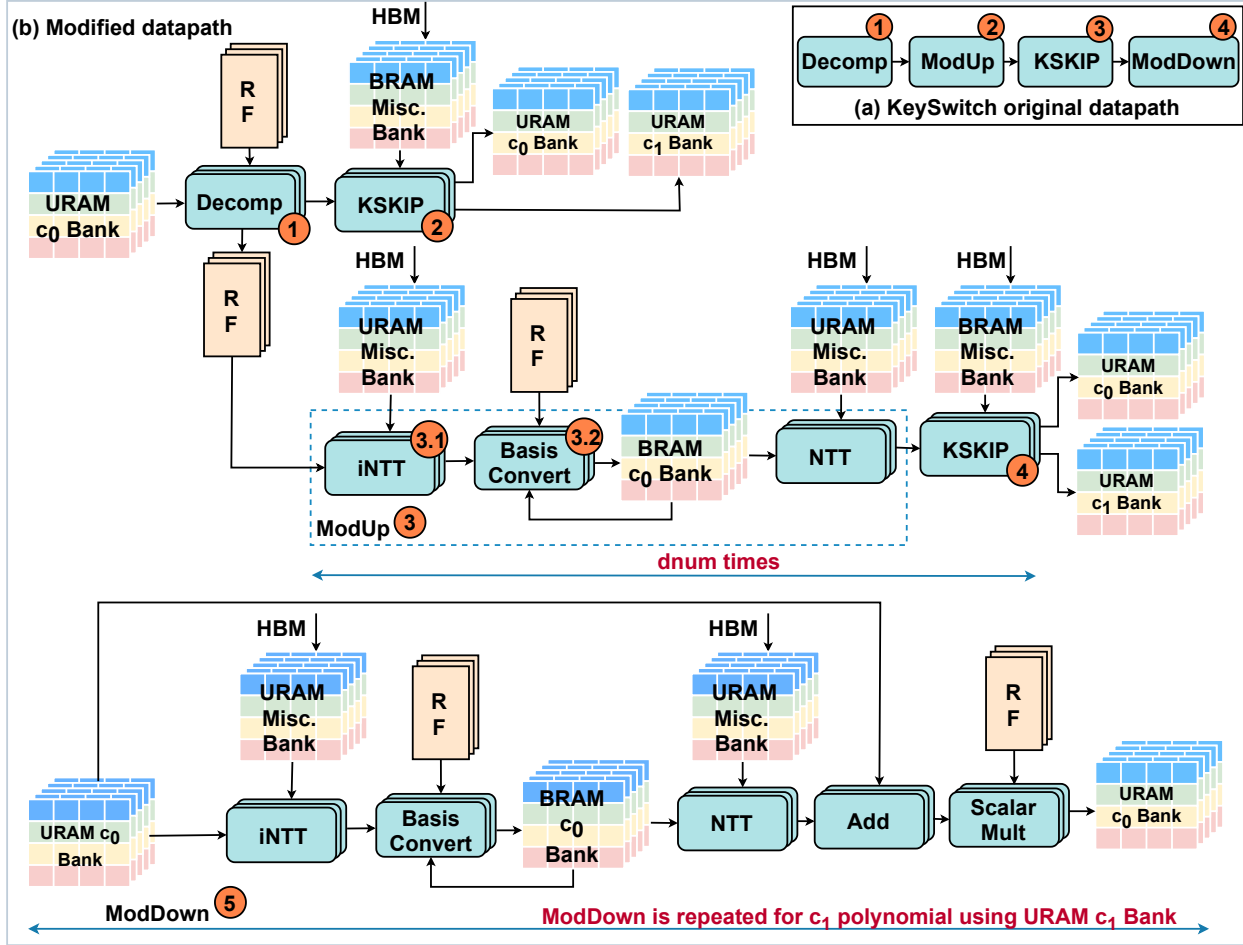 (b) Modified datapath
HBM
1
2
3
4
Decomp
ModUp
KSKIP
ModDown
(a) KeySwitch original datapath
R
F
BRAM
Misc.
Bank
URAM
c0 Bank
URAM
c1 Bank
URAM
c0 Bank
Decomp
1
KSKIP
2
R
F
HBM
HBM
HBM
URAM
Misc.
Bank
R
F
URAM
Misc.
Bank
BRAM
Misc.
Bank
URAM
c0 Bank
iNTT
3.1
Basis
Convert
3.2
BRAM
c0 Bank
NTT
KSKIP
4
URAM
c1 Bank
ModUp 3
dnum times
HBM
HBM
URAM
Misc.
Bank
R
F
URAM
Misc.
Bank
R
F
URAM c0
Bank
iNTT
Basis
Convert
BRAM
c0
Bank
NTT
Add
Scalar
Mult
URAM
c0 Bank
ModDown 5
ModDown is repeated for c1 polynomial using URAM c1 Bank